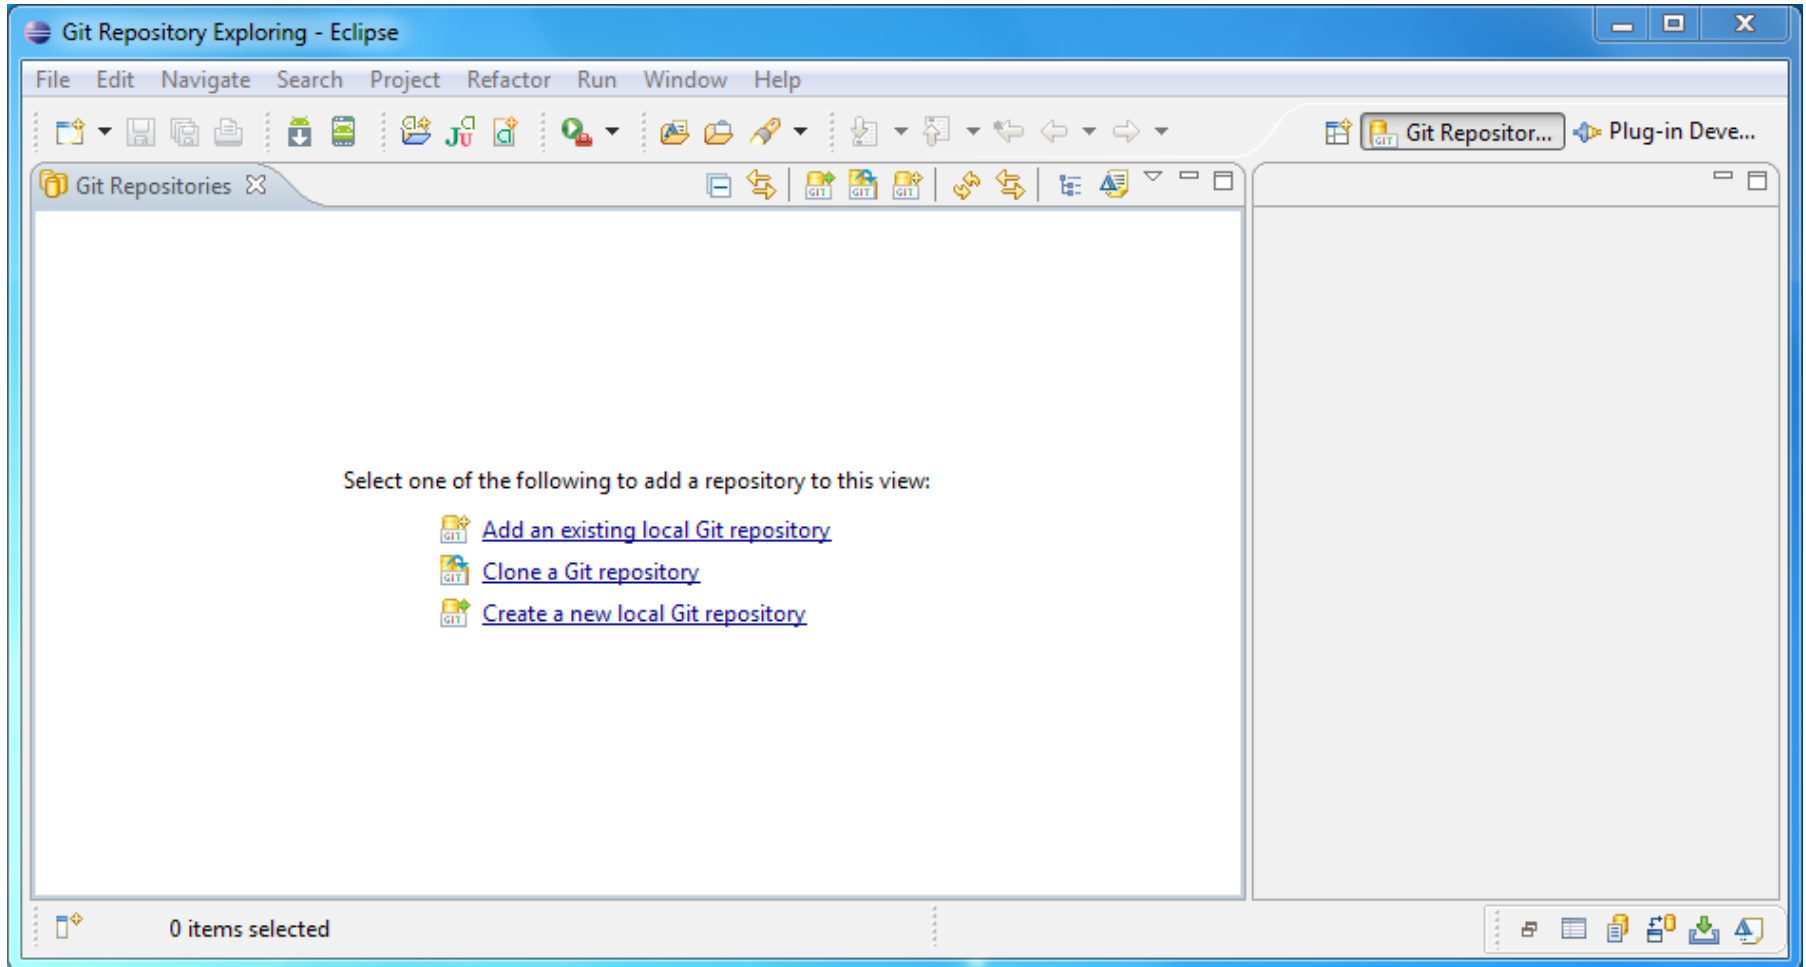 Git Repository Exploring - Eclipse
File Edit Navigate Search Project Refactor Run Window Help
Git Repositor... Plug-in Deve...
Git Repositories
Select one of the following to add a repository to this view:
Add an existing local Git repository
Clone a Git repository
Create a new local Git repository
0 items selected